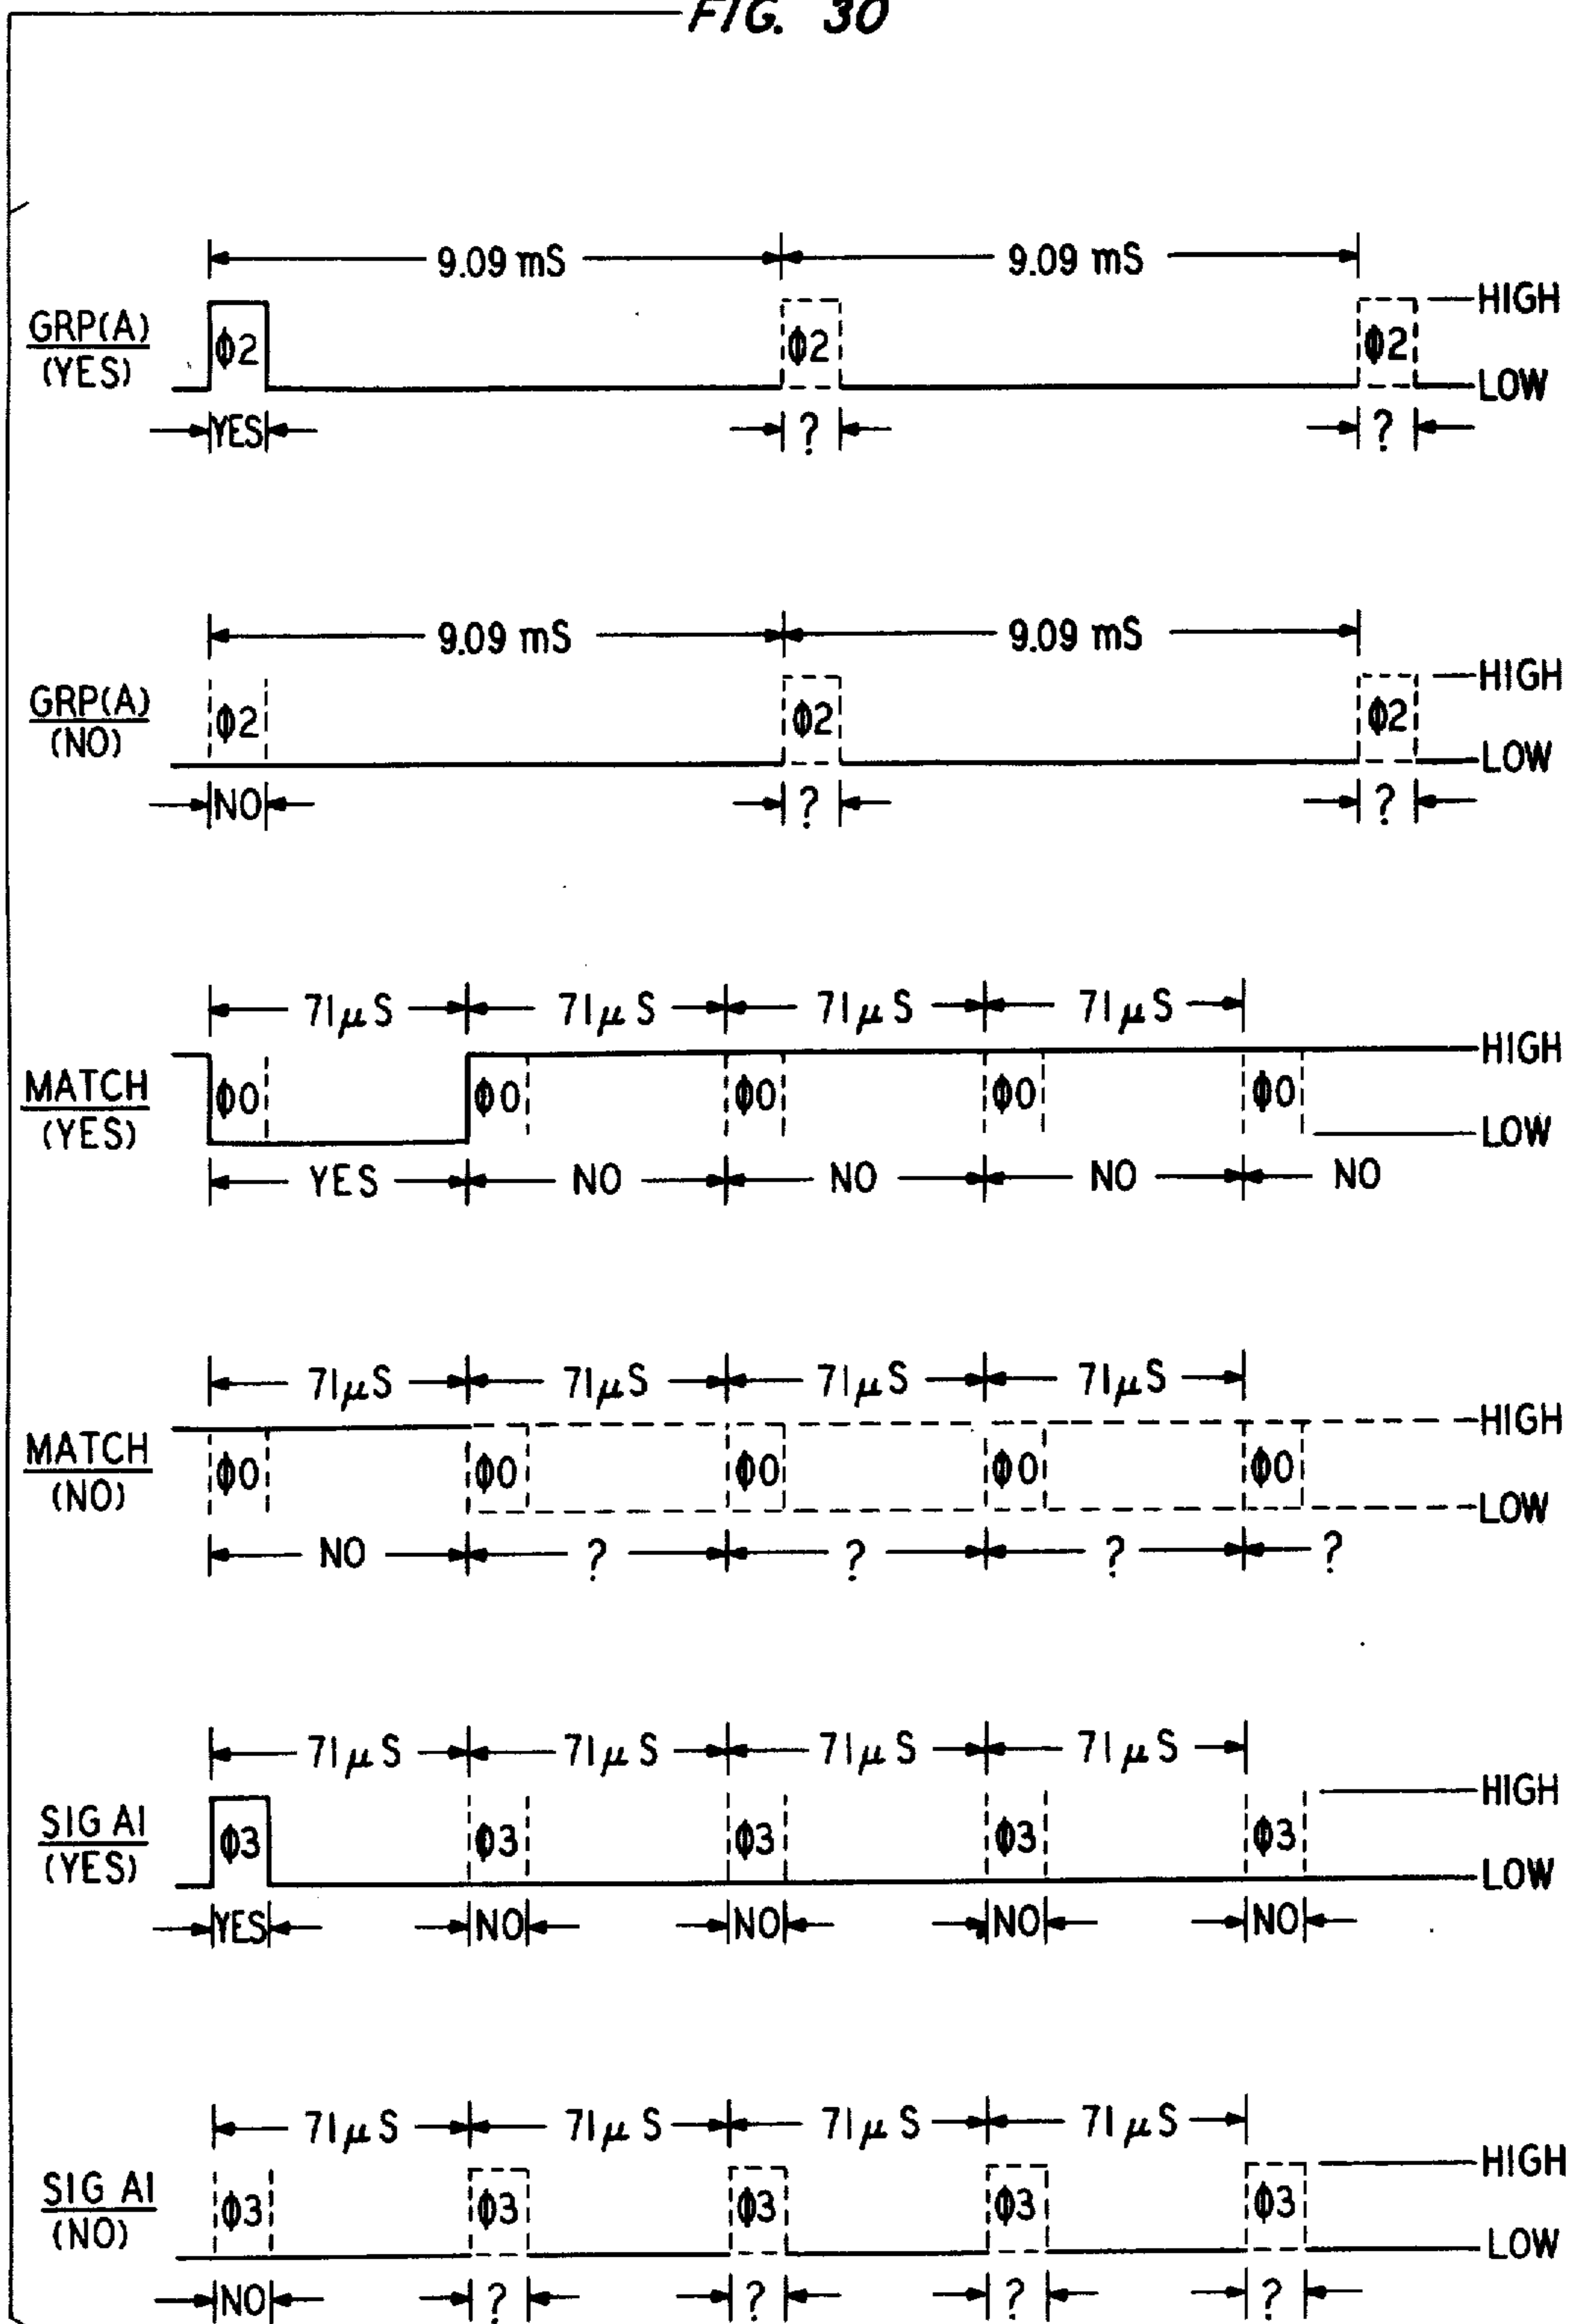 FIG. 30
9.09 mS 9.09 mS
GRP(A) Φ2 Φ2 Φ2 HIGH
(YES) LOW
YES ? ?
9.09 mS 9.09 mS
GRP(A) Φ2 Φ2 Φ2 HIGH
(NO) LOW
NO ? ?
71μS 71μS 71μS 71μS
MATCH Φ0 Φ0 Φ0 Φ0 Φ0 HIGH
(YES) LOW
YES NO NO NO NO
71μS 71μS 71μS 71μS
MATCH Φ0 Φ0 Φ0 Φ0 Φ0 HIGH
(NO) LOW
NO ? ? ? ?
71μS 71μS 71μS 71μS
SIG A1 Φ3 Φ3 Φ3 Φ3 Φ3 HIGH
(YES) LOW
YES NO NO NO NO
71μS 71μS 71μS 71μS
SIG A1 Φ3 Φ3 Φ3 Φ3 Φ3 HIGH
(NO) LOW
NO ? ? ? ?